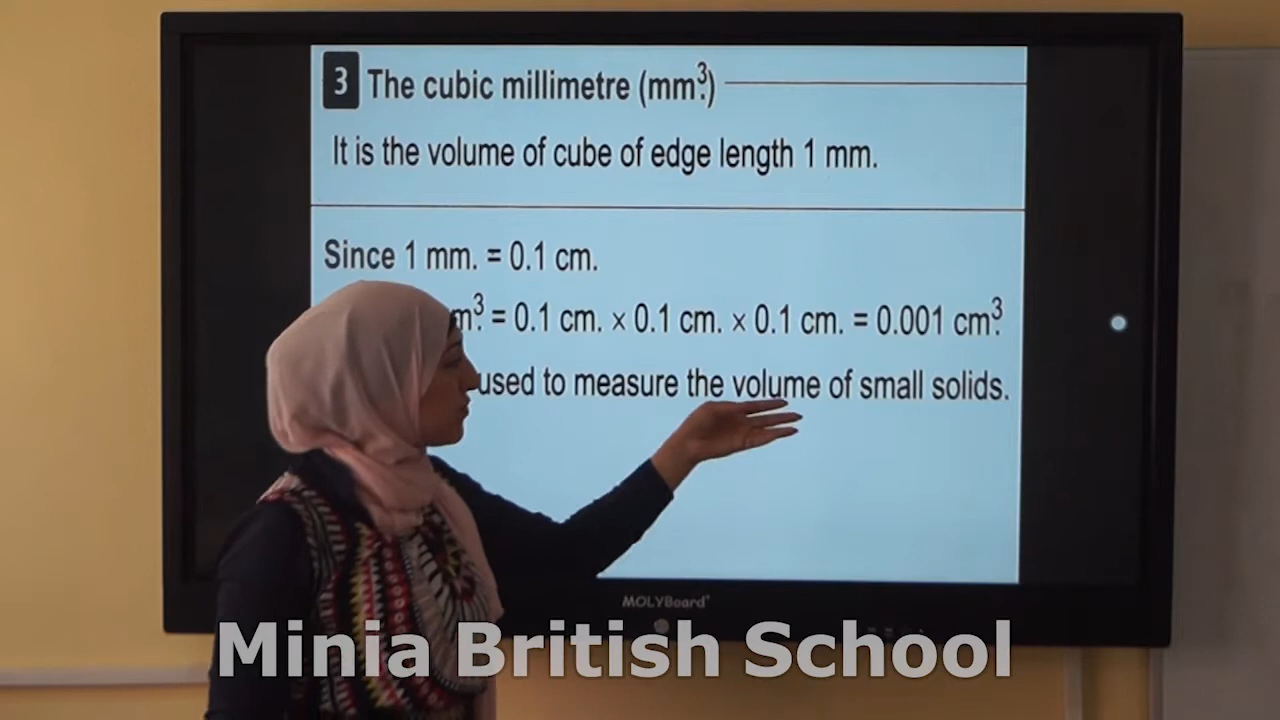 3 The cubic millimetre (mm³.)
It is the volume of cube of edge length 1 mm.
Since 1 mm. = 0.1 cm.
m³. = 0.1 cm. × 0.1 cm. × 0.1 cm. = 0.001 cm³.
used to measure the volume of small solids.
MOLYBoard
Minia British School